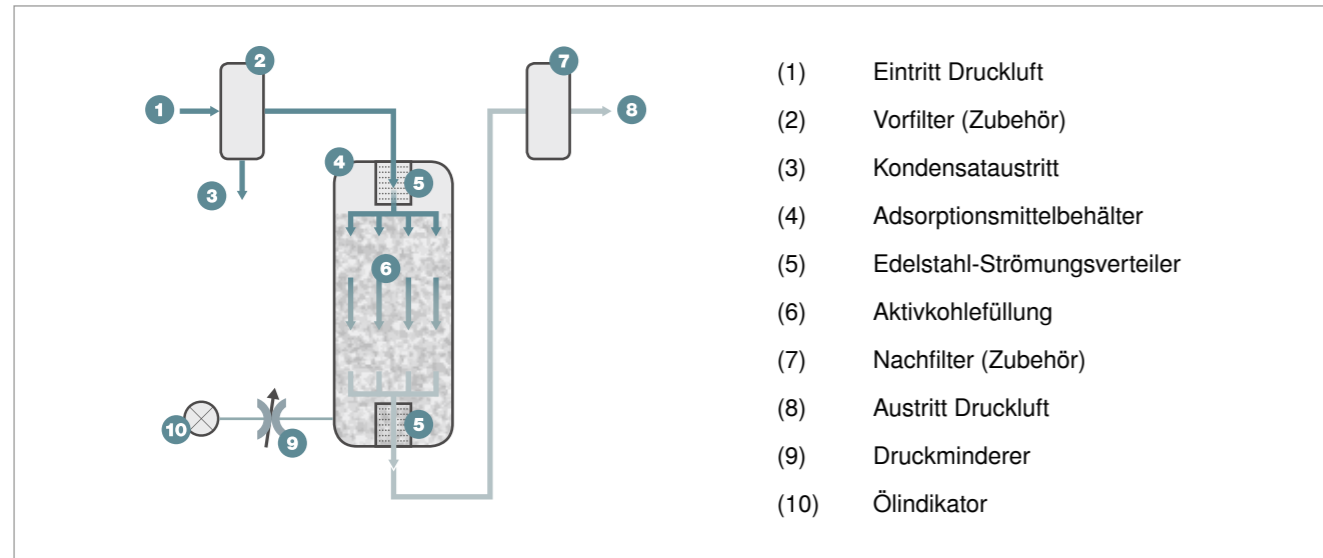 1
2
3
4
5
6
5
7
8
9
10
(1) Eintritt Druckluft
(2) Vorfilter (Zubehör)
(3) Kondensataustritt
(4) Adsorptionsmittelbehälter
(5) Edelstahl-Strömungsverteiler
(6) Aktivkohlefüllung
(7) Nachfilter (Zubehör)
(8) Austritt Druckluft
(9) Druckminderer
(10) Ölindikator